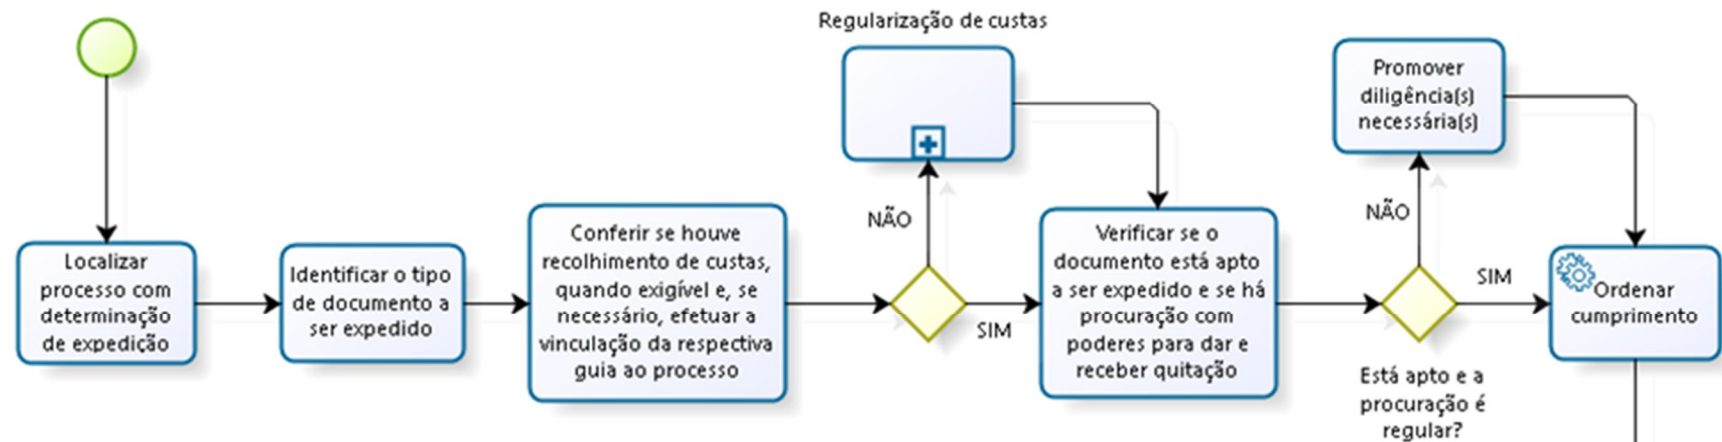 Localizar
processo com
determinação
de expedição
Identificar o tipo
de documento a
ser expedido
Conferir se houve
recolhimento de custas,
quando exigível e, se
necessário, efetuar a
vinculação da respectiva
guia ao processo
Regularização de custas
NÃO
SIM
Verificar se o
documento está apto
a ser expedido e se há
procuração com
poderes para dar e
receber quitação
Promover
diligência(s)
necessária(s)
NÃO
SIM
Está apto e a
procuração é
regular?
Ordenar
cumprimento